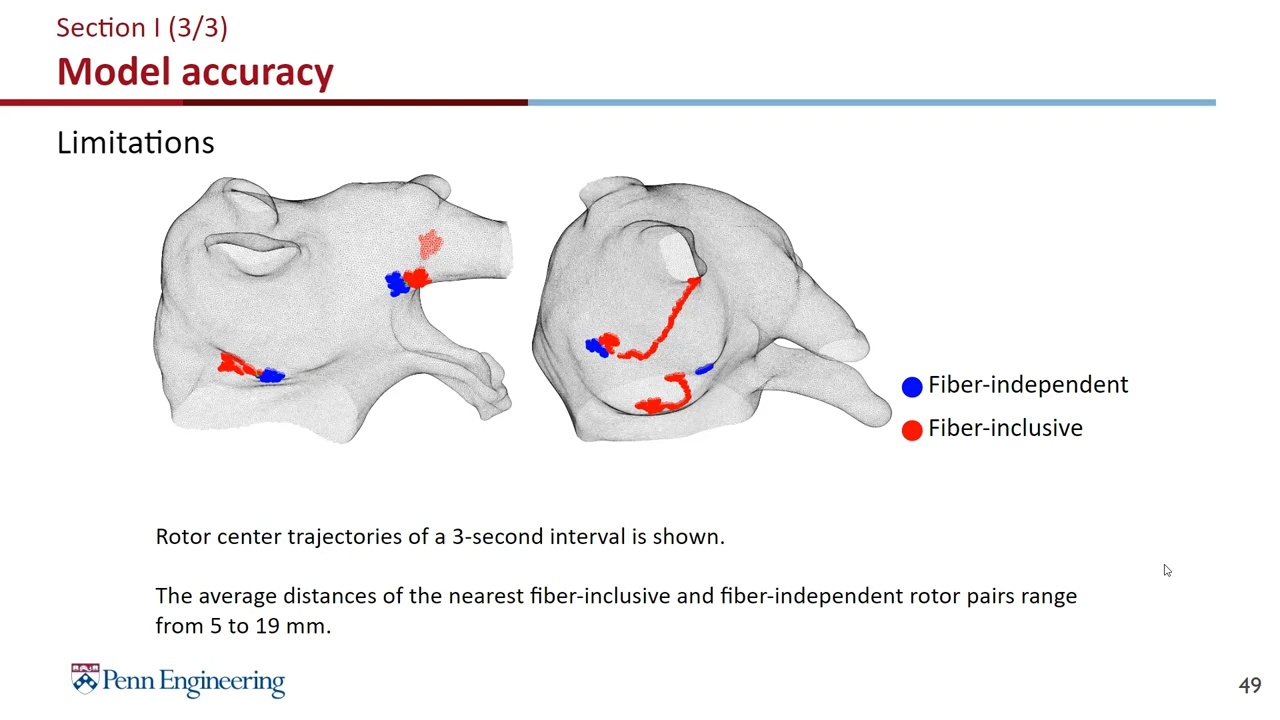 Section I (3/3)
Model accuracy
Limitations
Fiber-independent
Fiber-inclusive
Rotor center trajectories of a 3-second interval is shown.
The average distances of the nearest fiber-inclusive and fiber-independent rotor pairs range
from 5 to 19 mm.
Penn Engineering
49